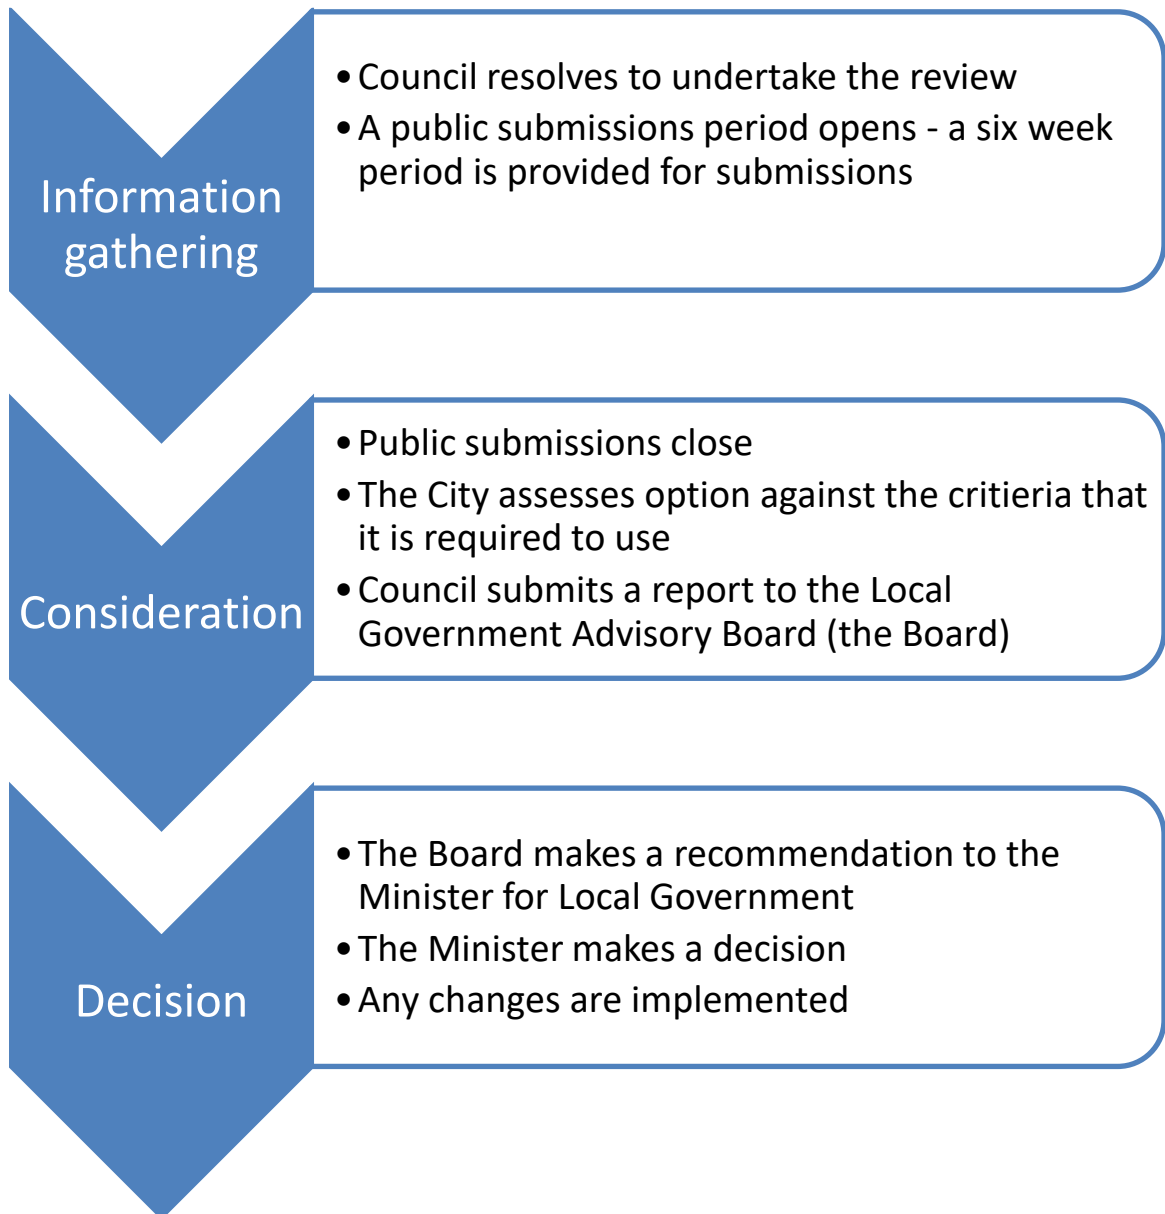 Information
gathering
• Council resolves to undertake the review
• A public submissions period opens - a six week
period is provided for submissions
Consideration
• Public submissions close
• The City assesses option against the critieria that
it is required to use
• Council submits a report to the Local
Government Advisory Board (the Board)
Decision
• The Board makes a recommendation to the
Minister for Local Government
• The Minister makes a decision
• Any changes are implemented